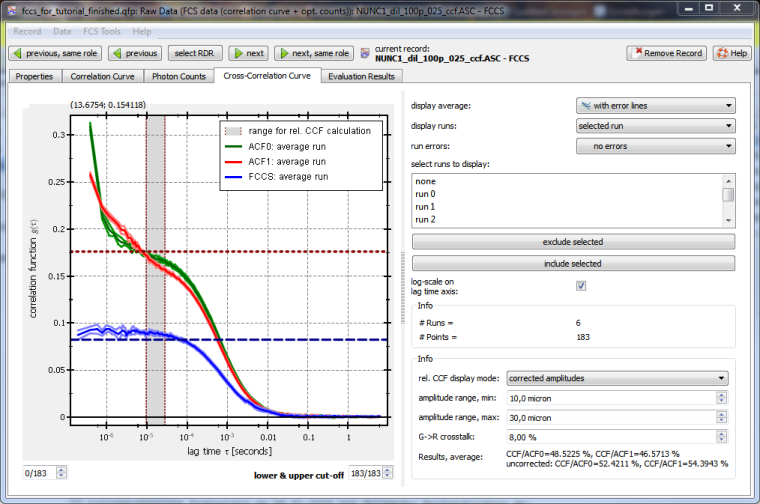 fccs_for_tutorial_finished.qfp: Raw Data (FCS data (correlation curve + opt. counts)): NUNC1_dil_100p_025_ccf.ASC - FCCS
Record Data FCS Tools Help
previous, same role previous select RDR next next, same role current record: Remove Record Help
NUNC1_dil_100p_025_ccf.ASC - FCCS
Properties Correlation Curve Photon Counts Cross-Correlation Curve Evaluation Results
(13.6754; 0.154118)
range for rel. CCF calculation
ACF0: average run
ACF1: average run
FCCS: average run
0.3
0.25
0.2
0.15
0.1
0.05
0
correlation function g(τ)
10⁻⁶ 10⁻⁵ 10⁻⁴ 10⁻³ 0.01 0.1 1
lag time τ [seconds]
0/183 lower & upper cut-off 183/183
display average: with error lines
display runs: selected run
run errors: no errors
select runs to display:
none
run 0
run 1
run 2
exclude selected
include selected
log-scale on
lag time axis:
Info
# Runs = 6
# Points = 183
Info
rel. CCF display mode: corrected amplitudes
amplitude range, min: 10,0 micron
amplitude range, max: 30,0 micron
G->R crosstalk: 8,00 %
Results, average: CCF/ACF0=48.5225 %, CCF/ACF1=46.5713 %
uncorrected: CCF/ACF0=52.4211 %, CCF/ACF1=54.3943 %